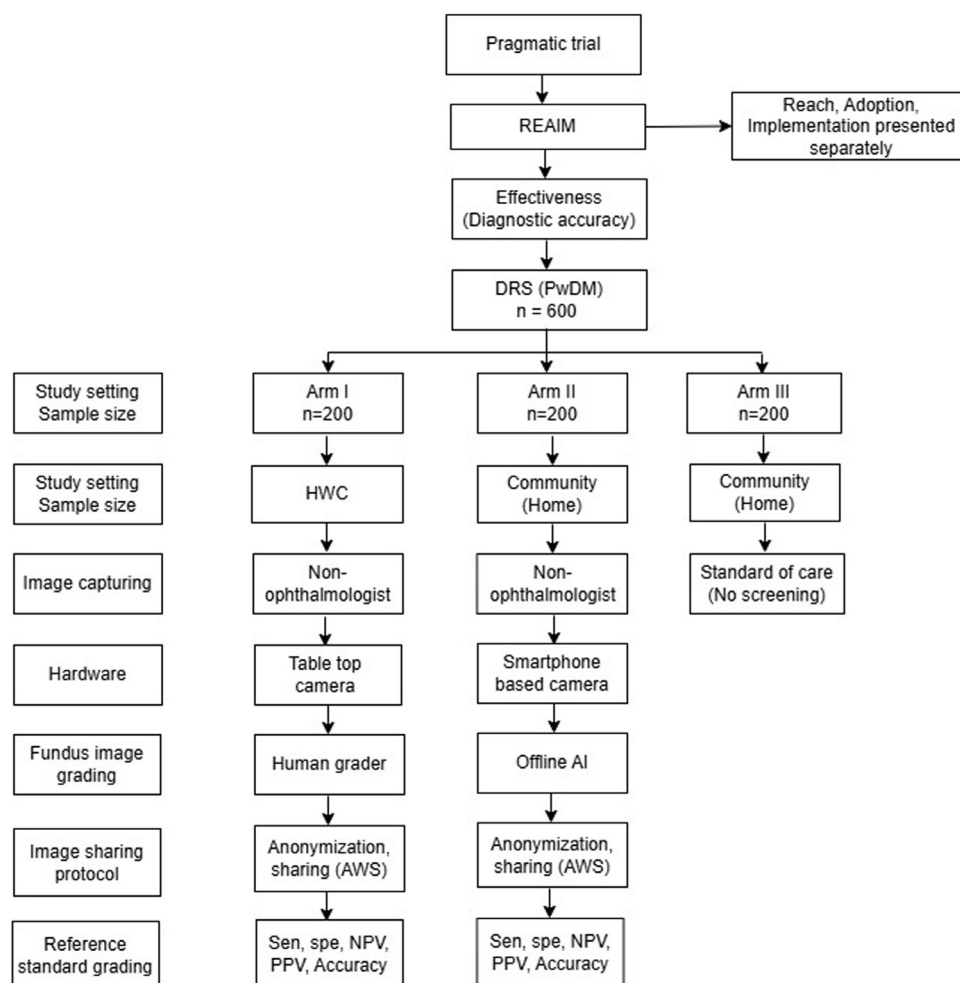 Pragmatic trial
REAIM
Reach, Adoption,
Implementation presented
separately
Effectiveness
(Diagnostic accuracy)
DRS (PwDM)
n = 600
Study setting
Sample size
Arm I
n=200
Arm II
n=200
Arm III
n=200
Study setting
Sample size
HWC
Community
(Home)
Community
(Home)
Image capturing
Non-
ophthalmologist
Non-
ophthalmologist
Standard of care
(No screening)
Hardware
Table top
camera
Smartphone
based camera
Fundus image
grading
Human grader
Offline AI
Image sharing
protocol
Anonymization,
sharing (AWS)
Anonymization,
sharing (AWS)
Reference
standard grading
Sen, spe, NPV,
PPV, Accuracy
Sen, spe, NPV,
PPV, Accuracy